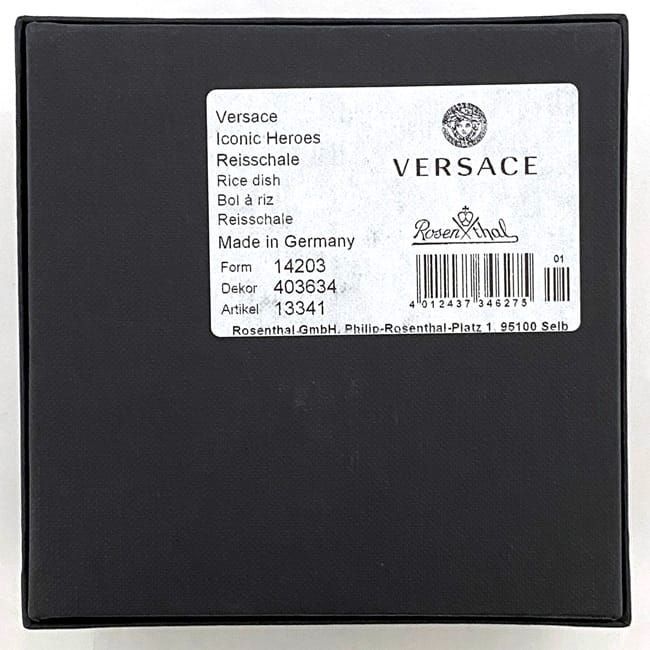 Versace
Iconic Heroes
Reisschale
Rice dish
Bol à riz
Reisschale
Made in Germany
Form 14203
Dekor 403634
Artikel 13341
VERSACE
Rosenthal
01
4 012437 346275
Rosenthal GmbH, Philip-Rosenthal-Platz 1, 95100 Selb